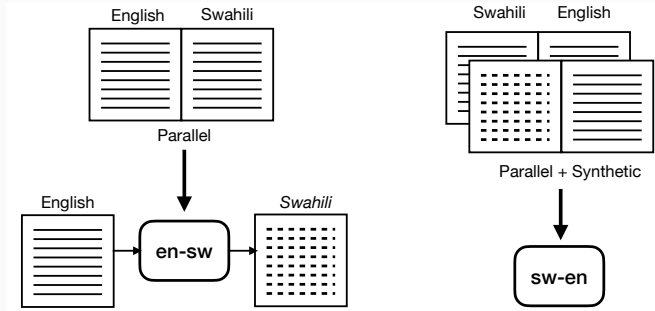 English Swahili
Parallel
English
en-sw
Swahili
Swahili English
Parallel + Synthetic
sw-en